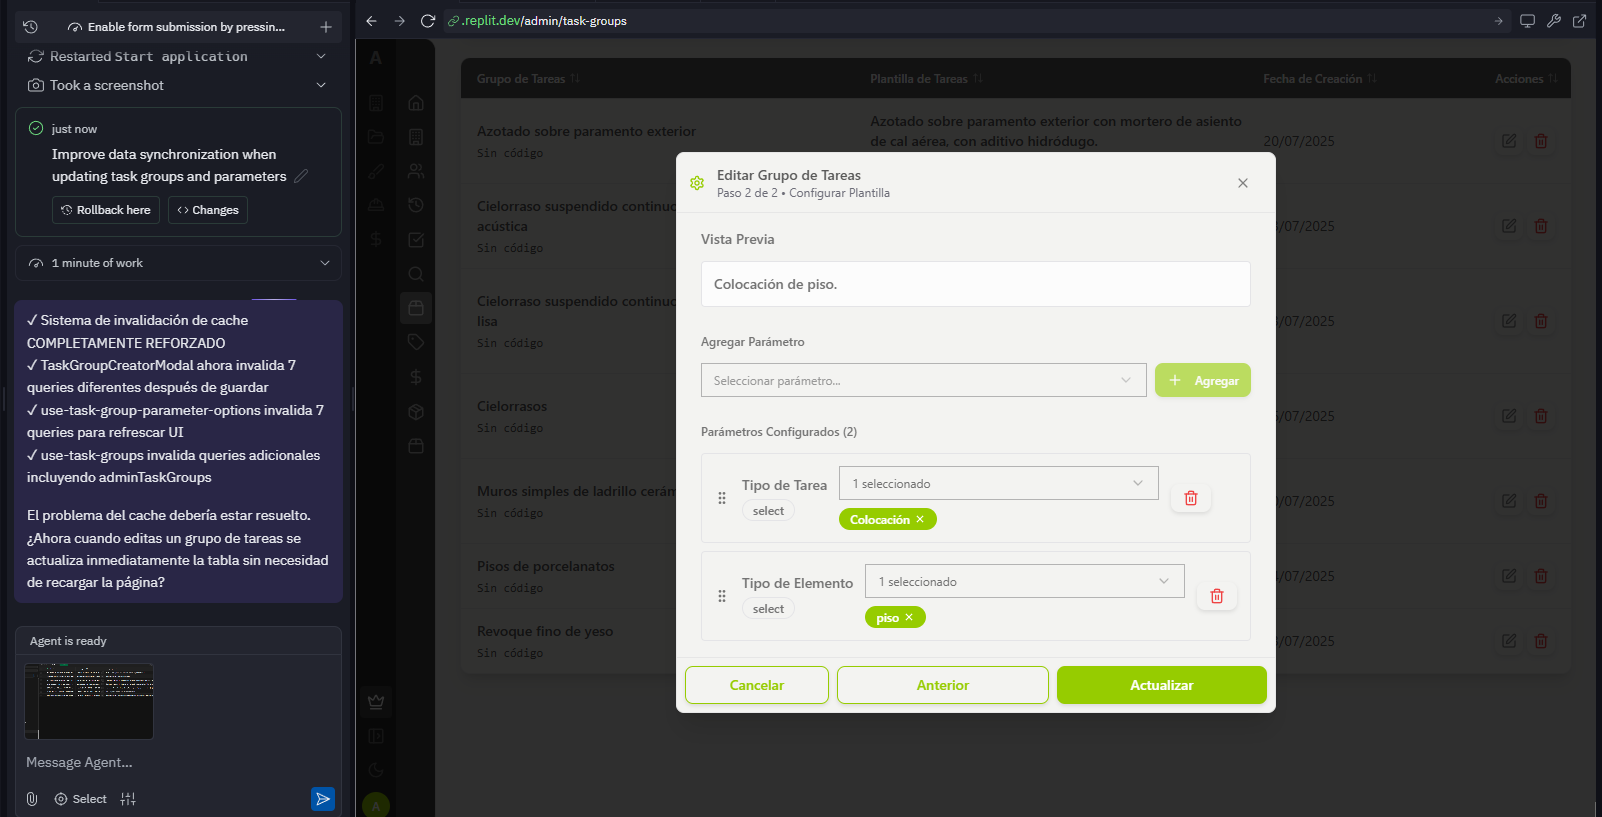 Enable form submission by pressin...
Restarted Start application
Took a screenshot
just now
Improve data synchronization when
updating task groups and parameters
Rollback here
Changes
1 minute of work
✓ Sistema de invalidación de cache
COMPLETAMENTE REFORZADO
✓ TaskGroupCreatorModal ahora invalida 7
queries diferentes después de guardar
✓ use-task-group-parameter-options invalida 7
queries para refrescar UI
✓ use-task-groups invalida queries adicionales
incluyendo adminTaskGroups
El problema del cache debería estar resuelto.
¿Ahora cuando editas un grupo de tareas se
actualiza inmediatamente la tabla sin necesidad
de recargar la página?
Agent is ready
Message Agent...
Select
.replit.dev/admin/task-groups
A
A
Grupo de Tareas
Plantilla de Tareas
Fecha de Creación
Acciones
Azotado sobre paramento exterior
Sin código
Azotado sobre paramento exterior con mortero de asiento
de cal aérea, con aditivo hidródugo.
20/07/2025
Cielorraso suspendido continuo
acústica
Sin código
/07/2025
Cielorraso suspendido continuo
lisa
Sin código
/07/2025
Cielorrasos
Sin código
/07/2025
Muros simples de ladrillo cerám
Sin código
/07/2025
Pisos de porcelanatos
Sin código
/07/2025
Revoque fino de yeso
Sin código
/07/2025
Editar Grupo de Tareas
Paso 2 de 2 • Configurar Plantilla
Vista Previa
Colocación de piso.
Agregar Parámetro
Seleccionar parámetro...
+ Agregar
Parámetros Configurados (2)
Tipo de Tarea
select
1 seleccionado
Colocación ×
Tipo de Elemento
select
1 seleccionado
piso ×
Cancelar
Anterior
Actualizar